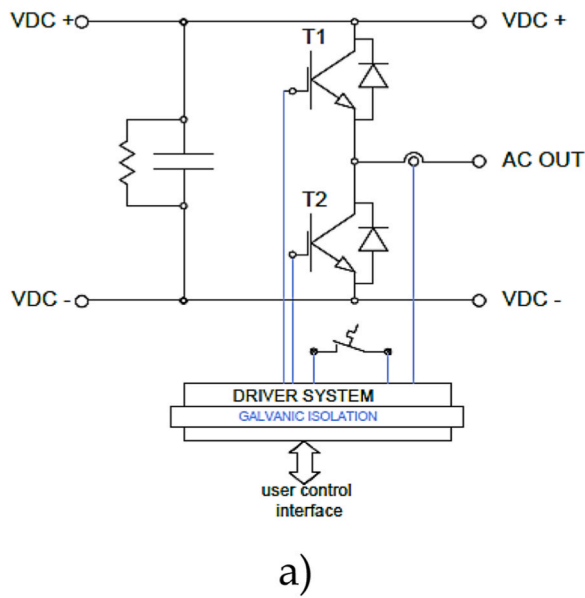 VDC + VDC +
T1
AC OUT
T2
VDC - VDC -
DRIVER SYSTEM
GALVANIC ISOLATION
user control
interface
a)